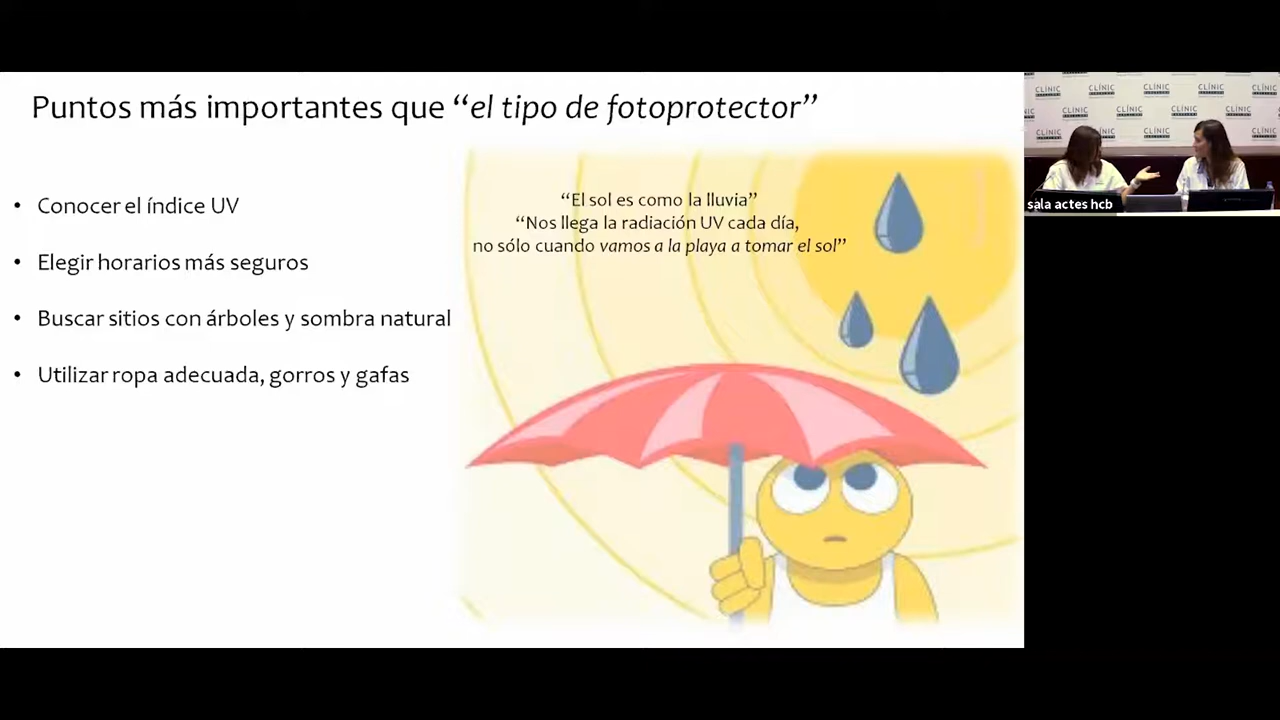 Puntos más importantes que “el tipo de fotoprotector”
• Conocer el índice UV
• Elegir horarios más seguros
• Buscar sitios con árboles y sombra natural
• Utilizar ropa adecuada, gorros y gafas
“El sol es como la lluvia”
“Nos llega la radiación UV cada día,
no sólo cuando vamos a la playa a tomar el sol”
CLÍNIC
BARCELONA
sala actes hcb